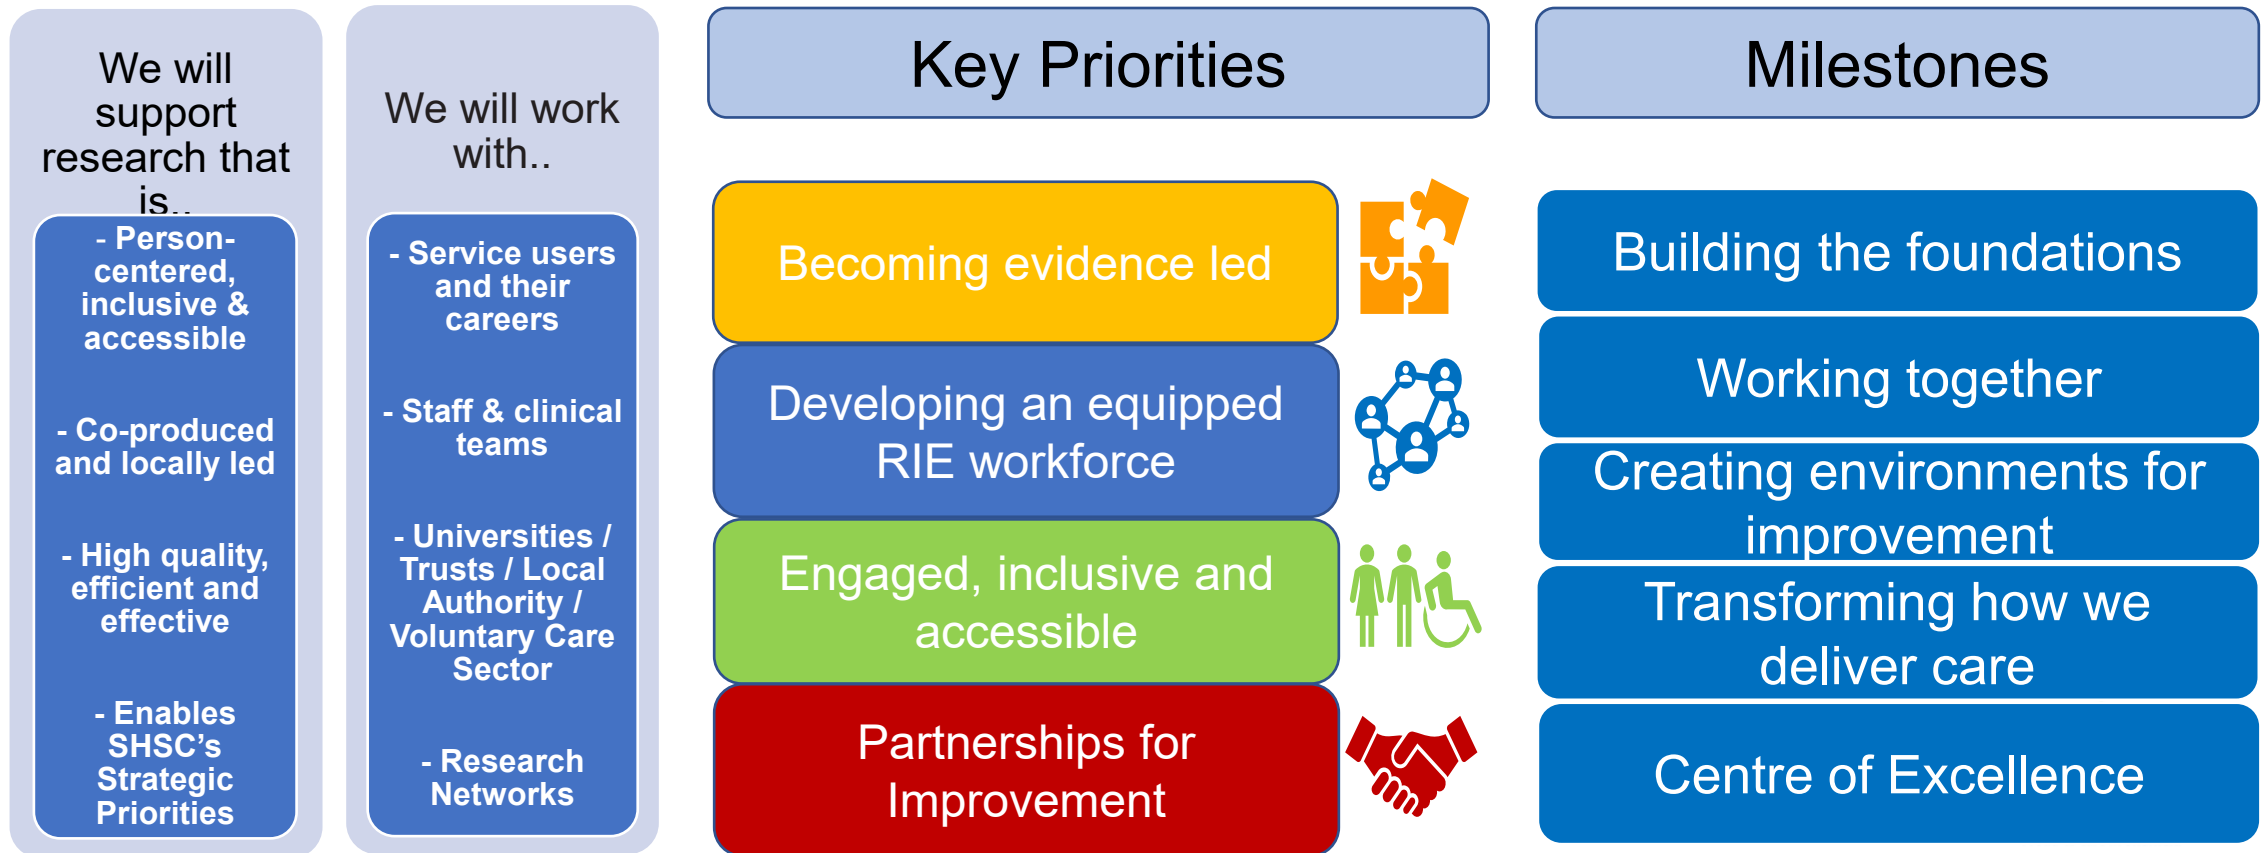 We will
support
research that
is..
- Person-
centered,
inclusive &
accessible
- Co-produced
and locally led
- High quality,
efficient and
effective
- Enables
SHSC’s
Strategic
Priorities
We will work
with..
- Service users
and their
careers
- Staff & clinical
teams
- Universities /
Trusts / Local
Authority /
Voluntary Care
Sector
- Research
Networks
Key Priorities
Becoming evidence led
Developing an equipped
RIE workforce
Engaged, inclusive and
accessible
Partnerships for
Improvement
Milestones
Building the foundations
Working together
Creating environments for
improvement
Transforming how we
deliver care
Centre of Excellence